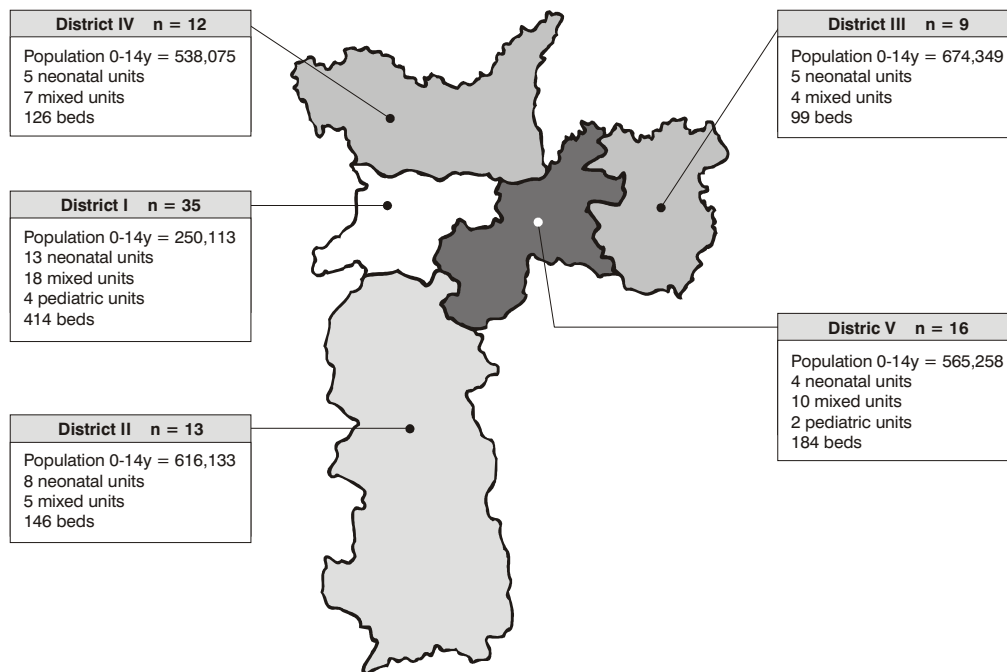 District IV n = 12
Population 0-14y = 538,075
5 neonatal units
7 mixed units
126 beds
District III n = 9
Population 0-14y = 674,349
5 neonatal units
4 mixed units
99 beds
District I n = 35
Population 0-14y = 250,113
13 neonatal units
18 mixed units
4 pediatric units
414 beds
Distric V n = 16
Population 0-14y = 565,258
4 neonatal units
10 mixed units
2 pediatric units
184 beds
District II n = 13
Population 0-14y = 616,133
8 neonatal units
5 mixed units
146 beds